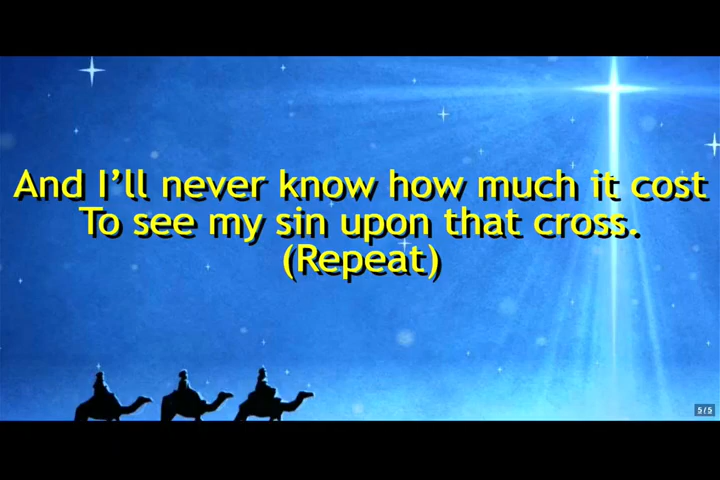 And I’ll never know how much it cost
To see my sin upon that cross.
(Repeat)
5/5